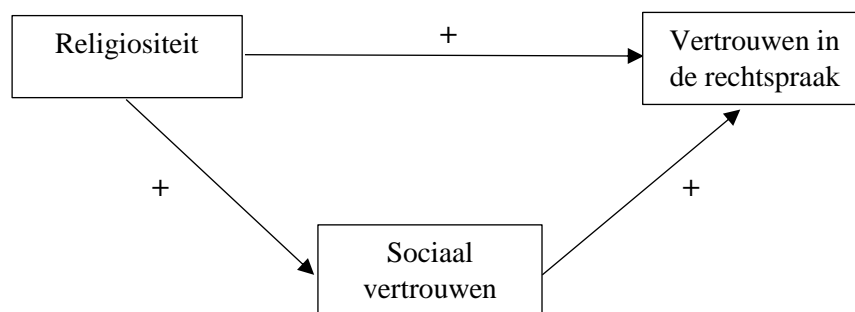 Religiositeit
+
Vertrouwen in
de rechtspraak
+
+
Sociaal
vertrouwen